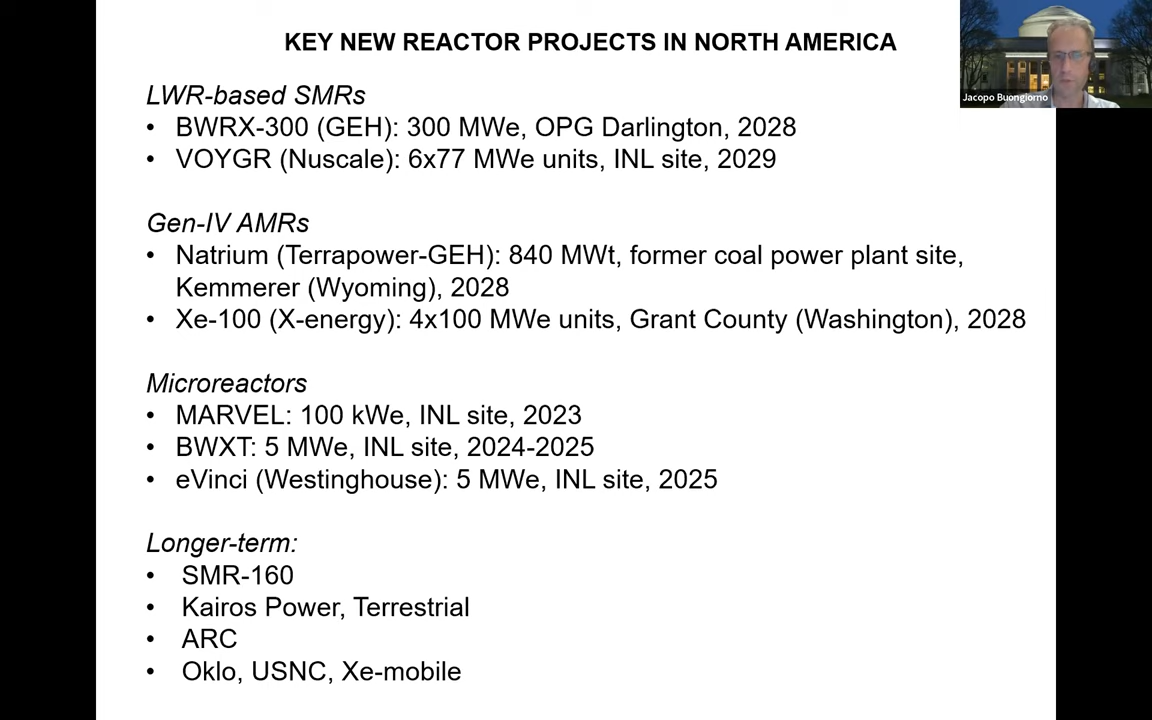 KEY NEW REACTOR PROJECTS IN NORTH AMERICA
Jacopo Buongiorno
LWR-based SMRs
• BWRX-300 (GEH): 300 MWe, OPG Darlington, 2028
• VOYGR (Nuscale): 6x77 MWe units, INL site, 2029
Gen-IV AMRs
• Natrium (Terrapower-GEH): 840 MWt, former coal power plant site,
Kemmerer (Wyoming), 2028
• Xe-100 (X-energy): 4x100 MWe units, Grant County (Washington), 2028
Microreactors
• MARVEL: 100 kWe, INL site, 2023
• BWXT: 5 MWe, INL site, 2024-2025
• eVinci (Westinghouse): 5 MWe, INL site, 2025
Longer-term:
• SMR-160
• Kairos Power, Terrestrial
• ARC
• Oklo, USNC, Xe-mobile